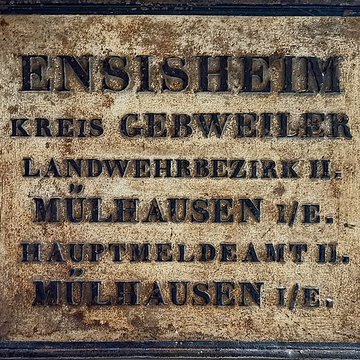 ENSISHEIM
KREIS GEBWEILER
LANDWEHRBEZIRK II.
MÜLHAUSEN I/E.
HAUPTMELDEAMT II.
MÜLHAUSEN I/E.